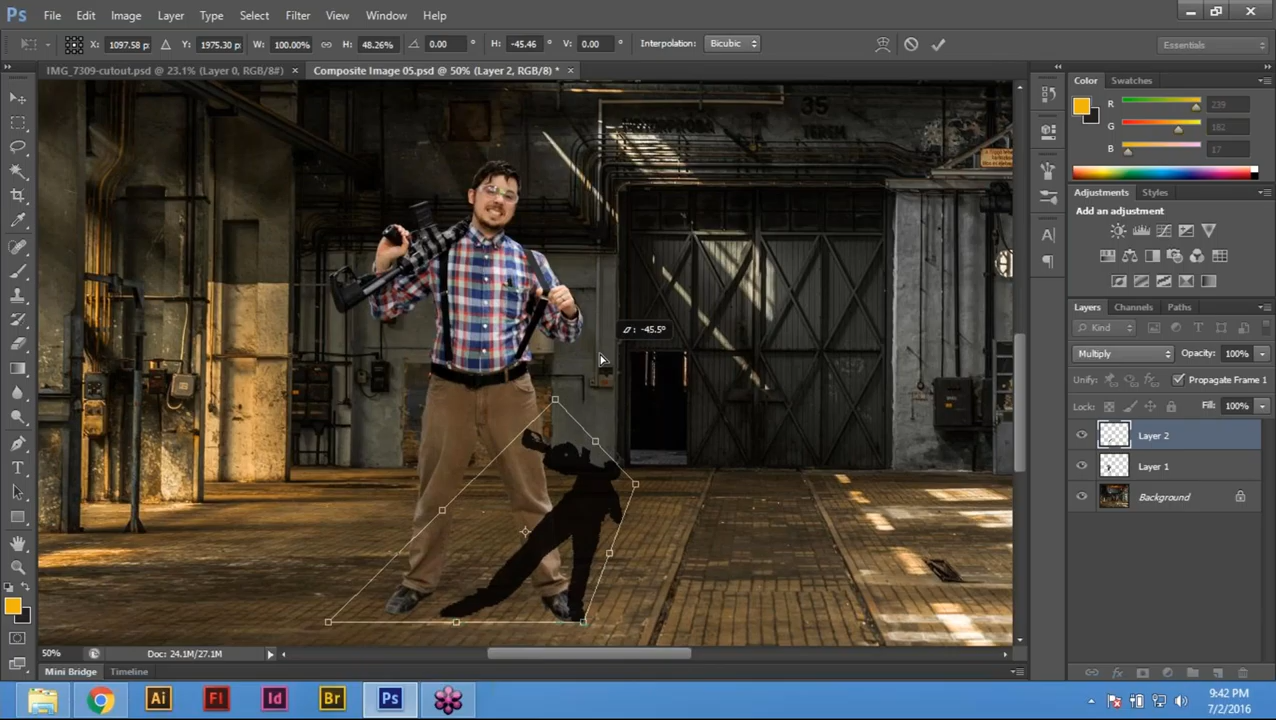 Ps File Edit Image Layer Type Select Filter View Window Help
X: 1097.58 p: Y: 1975.30 p: W: 100.00% H: 48.26% 0.00 ° H: -45.46 ° V: 0.00 ° Interpolation: Bicubic Essentials
IMG_7309-cutout.psd @ 23.1% (Layer 0, RGB/8#) × Composite Image 05.psd @ 50% (Layer 2, RGB/8) * ×
Color Swatches
R 239
G 182
B 17
Adjustments Styles
Add an adjustment
35
TEREM
: -45.5°
Layers Channels Paths
Kind
Multiply Opacity: 100%
Unify: Propagate Frame 1
Lock: Fill: 100%
Layer 2
Layer 1
Background
50% Doc: 24.1M/27.1M
Mini Bridge Timeline
Ai Fl Id Br Ps
9:42 PM
7/2/2016